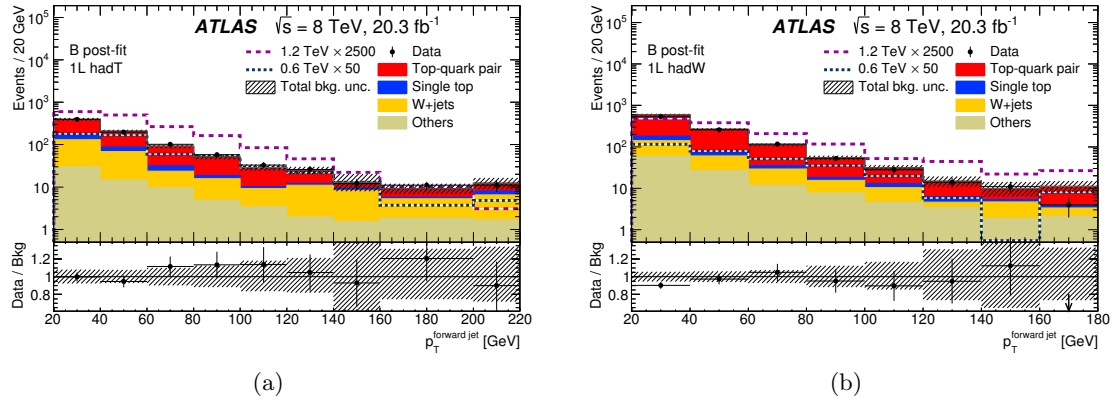 ATLAS √s = 8 TeV, 20.3 fb⁻¹
B post-fit
1L hadT
1.2 TeV × 2500
0.6 TeV × 50
Total bkg. unc.
Data
Top-quark pair
Single top
W+jets
Others
Events / 20 GeV
10⁵
10⁴
10³
10²
10
1
Data / Bkg
1.2
1
0.8
20 40 60 80 100 120 140 160 180 200 220
p_T^forward jet [GeV]
(a)
ATLAS √s = 8 TeV, 20.3 fb⁻¹
B post-fit
1L hadW
1.2 TeV × 2500
0.6 TeV × 50
Total bkg. unc.
Data
Top-quark pair
Single top
W+jets
Others
Events / 20 GeV
10⁵
10⁴
10³
10²
10
1
Data / Bkg
1.2
1
0.8
20 40 60 80 100 120 140 160 180
p_T^forward jet [GeV]
(b)